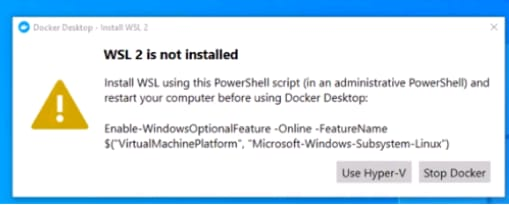 Docker Desktop - Install WSL 2
WSL 2 is not installed
Install WSL using this PowerShell script (in an administrative PowerShell) and
restart your computer before using Docker Desktop:
Enable-WindowsOptionalFeature -Online -FeatureName
$("VirtualMachinePlatform", "Microsoft-Windows-Subsystem-Linux")
Use Hyper-V
Stop Docker